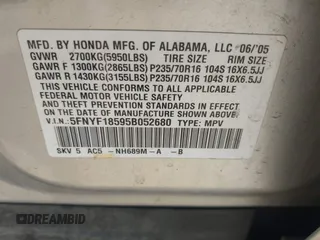 MFD. BY HONDA MFG. OF ALABAMA, LLC 06/05
GVWR 2700KG(5950LBS) TIRE SIZE RIM SIZE
GAWR F 1300KG(2865LBS)P235/70R16 104S 16X6.5JJ
GAWR R 1430KG(3155LBS)P235/70R16 104S 16X6.5JJ
THIS VEHICLE CONFORMS TO ALL APPLICABLE
FEDERAL MOTOR VEHICLE SAFETY AND THEFT
PREVENTION STANDARDS IN EFFECT ON THE DATE
OF MANUFACTURE SHOWN ABOVE.
V.I.N.: 5FNYF18595B052680 TYPE: MPV
SKV 5 AC5 -NH689M-A -B
DREAMBID